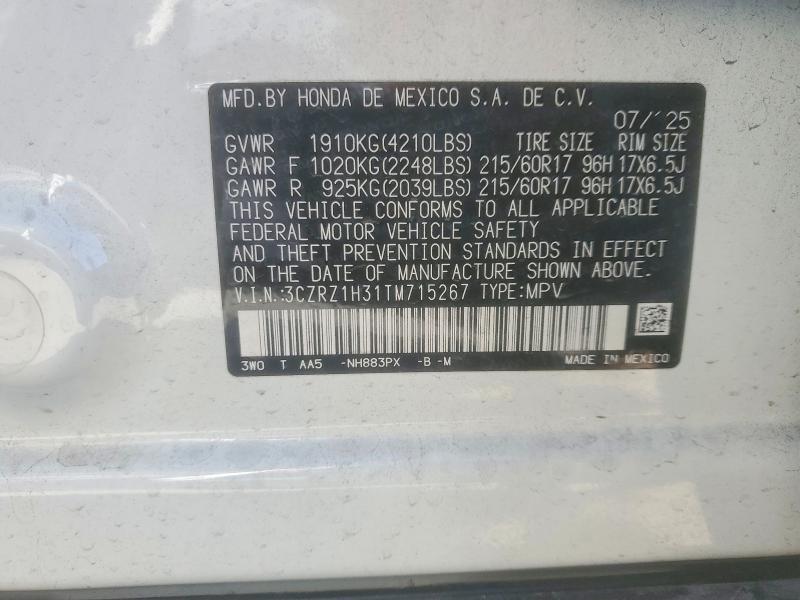 MFD.BY HONDA DE MEXICO S.A. DE C.V.
07/´25
GVWR 1910KG(4210LBS) TIRE SIZE RIM SIZE
GAWR F 1020KG(2248LBS) 215/60R17 96H 17X6.5J
GAWR R 925KG(2039LBS) 215/60R17 96H 17X6.5J
THIS VEHICLE CONFORMS TO ALL APPLICABLE
FEDERAL MOTOR VEHICLE SAFETY
AND THEFT PREVENTION STANDARDS IN EFFECT
ON THE DATE OF MANUFACTURE SHOWN ABOVE.
V.I.N.:3CZRZ1H31TM715267 TYPE:MPV
3W0 T AA5 -NH883PX -B -M MADE IN MEXICO